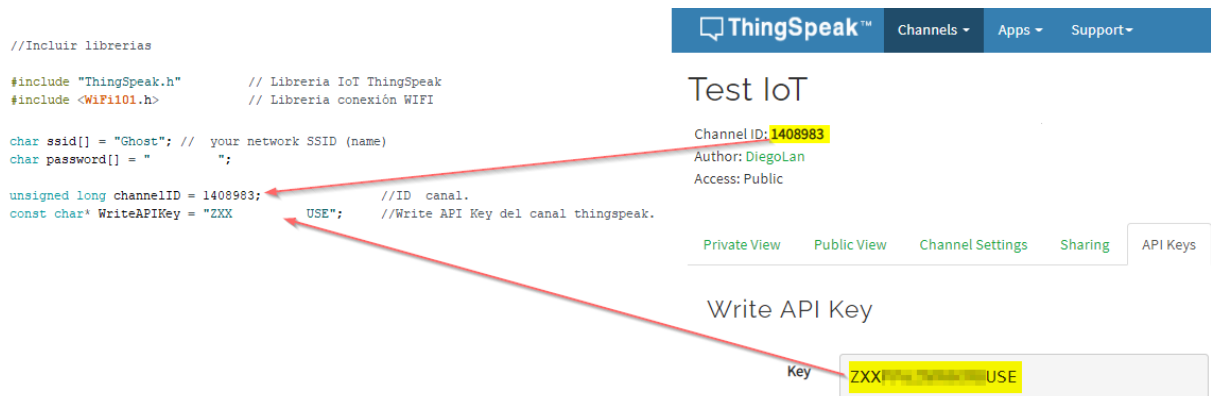 //Incluir librerias
#include "ThingSpeak.h" // Libreria IoT ThingSpeak
#include <WiFi101.h> // Libreria conexión WIFI
char ssid[] = "Ghost"; // your network SSID (name)
char password[] = " ";
unsigned long channelID = 1408983; //ID canal.
const char* WriteAPIKey = "ZXX USE"; //Write API Key del canal thingspeak.
ThingSpeak™ Channels Apps Support
Test IoT
Channel ID: 1408983
Author: DiegoLan
Access: Public
Private View Public View Channel Settings Sharing API Keys
Write API Key
Key ZXX USE